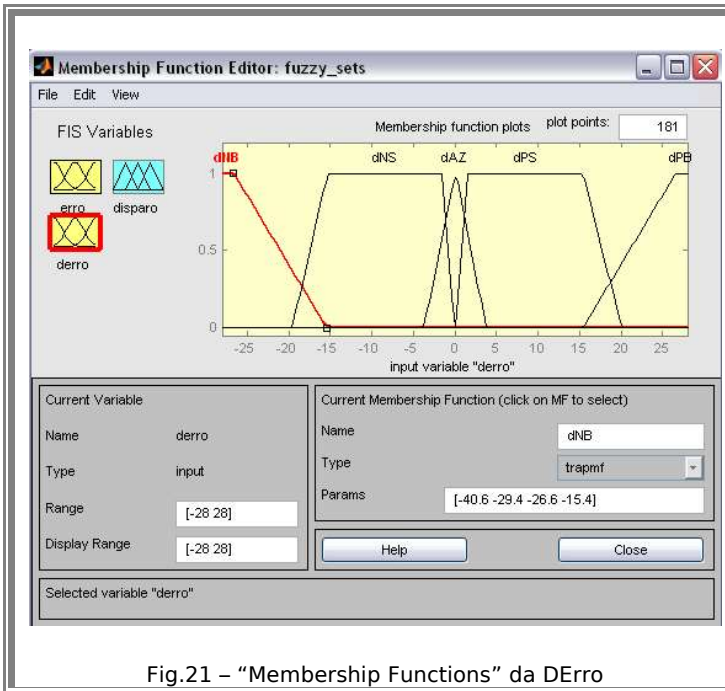 Membership Function Editor: fuzzy_sets
File Edit View
FIS Variables
Membership function plots plot points: 181
erro disparo
derro
dNB dNS dAZ dPS dPB
1
0.5
0
-25 -20 -15 -10 -5 0 5 10 15 20 25
input variable "derro"
Current Variable
Name derro
Type input
Range [-28 28]
Display Range [-28 28]
Current Membership Function (click on MF to select)
Name dNB
Type trapmf
Params [-40.6 -29.4 -26.6 -15.4]
Help Close
Selected variable "derro"
Fig.21 – “Membership Functions” da DErro